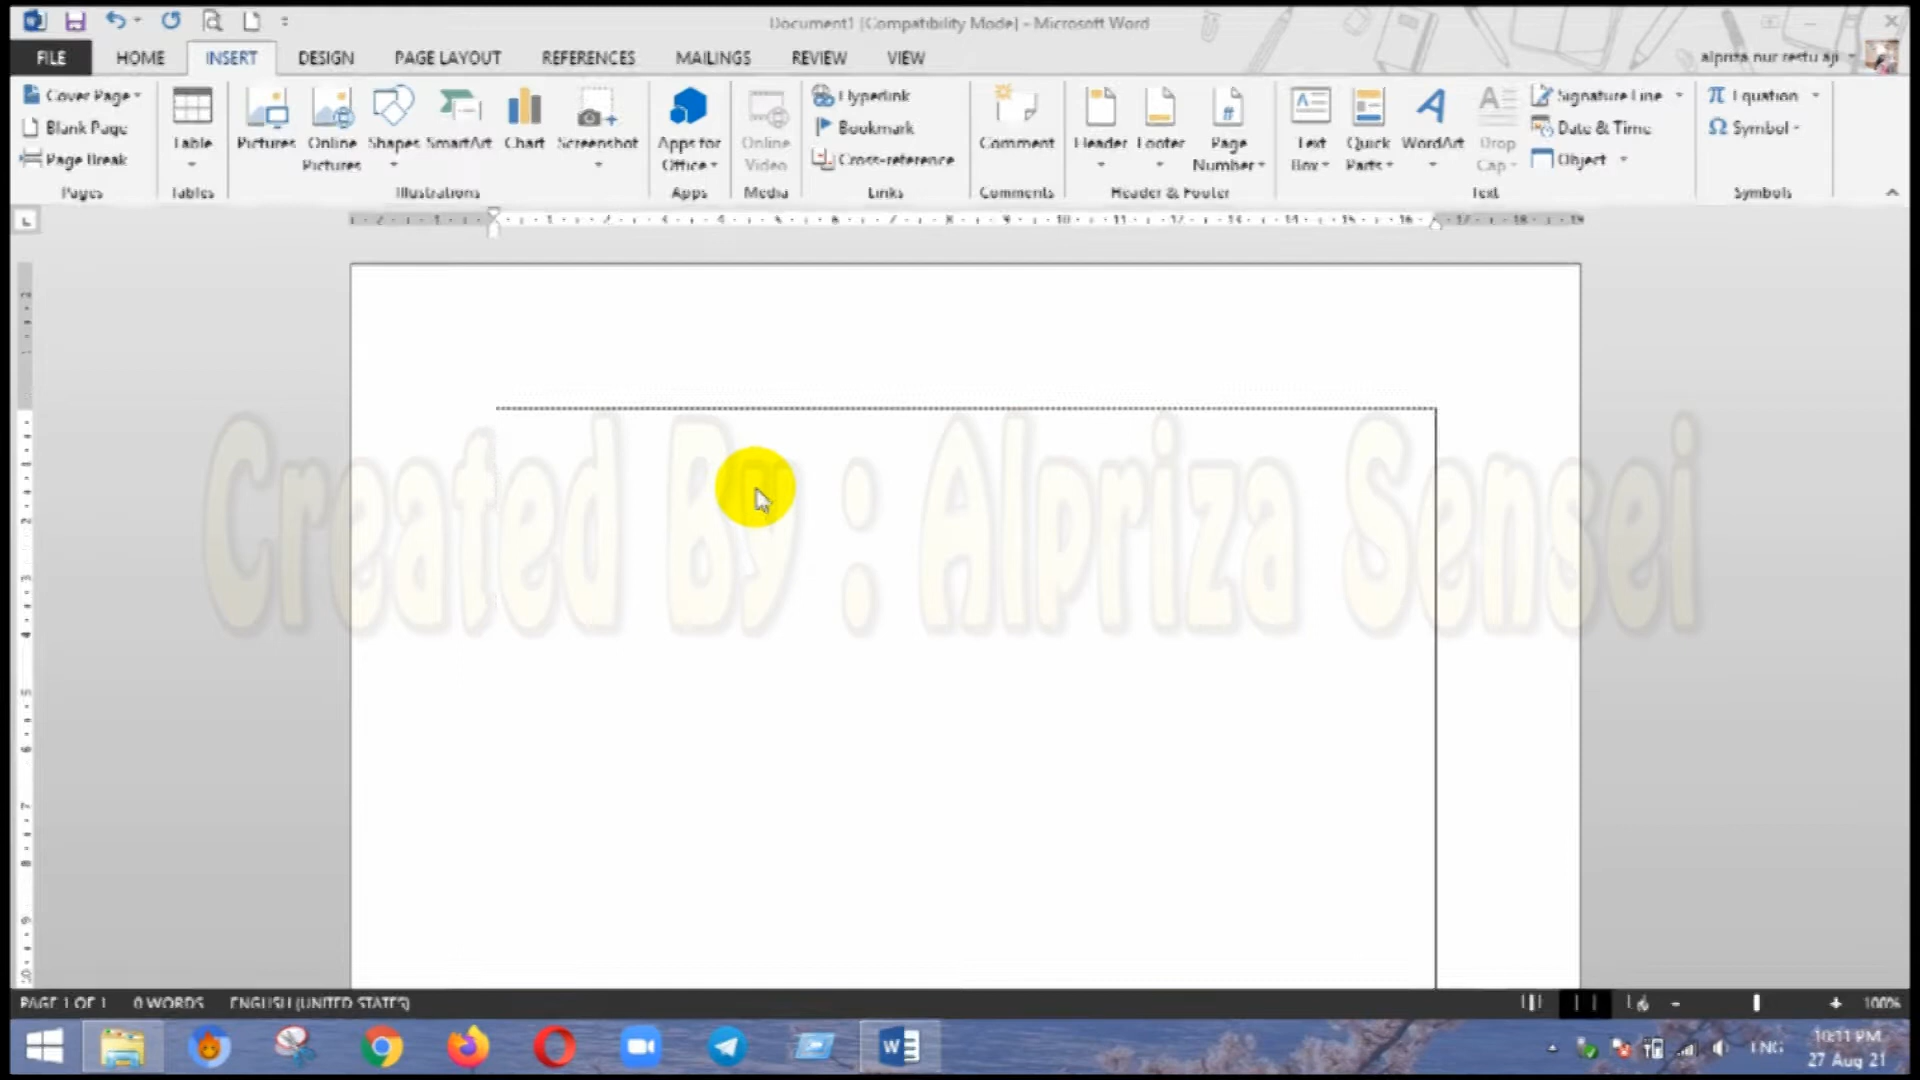 Document1 [Compatibility Mode] - Microsoft Word
FILE HOME INSERT DESIGN PAGE LAYOUT REFERENCES MAILINGS REVIEW VIEW alpriza nur restu aji
Cover Page
Blank Page
Page Break
Pages
Table
Tables
Pictures
Online Pictures
Shapes
SmartArt
Chart
Screenshot
Illustrations
Apps for Office
Apps
Online Video
Media
Hyperlink
Bookmark
Cross-reference
Links
Comment
Comments
Header
Footer
Page Number
Header & Footer
Text Box
Quick Parts
WordArt
Drop Cap
Signature Line
Date & Time
Object
Text
Equation
Symbol
Symbols
Created By : Alpriza Sensei
PAGE 1 OF 1 0 WORDS ENGLISH (UNITED STATES) 100%
ENG
10:11 PM
27 Aug 21